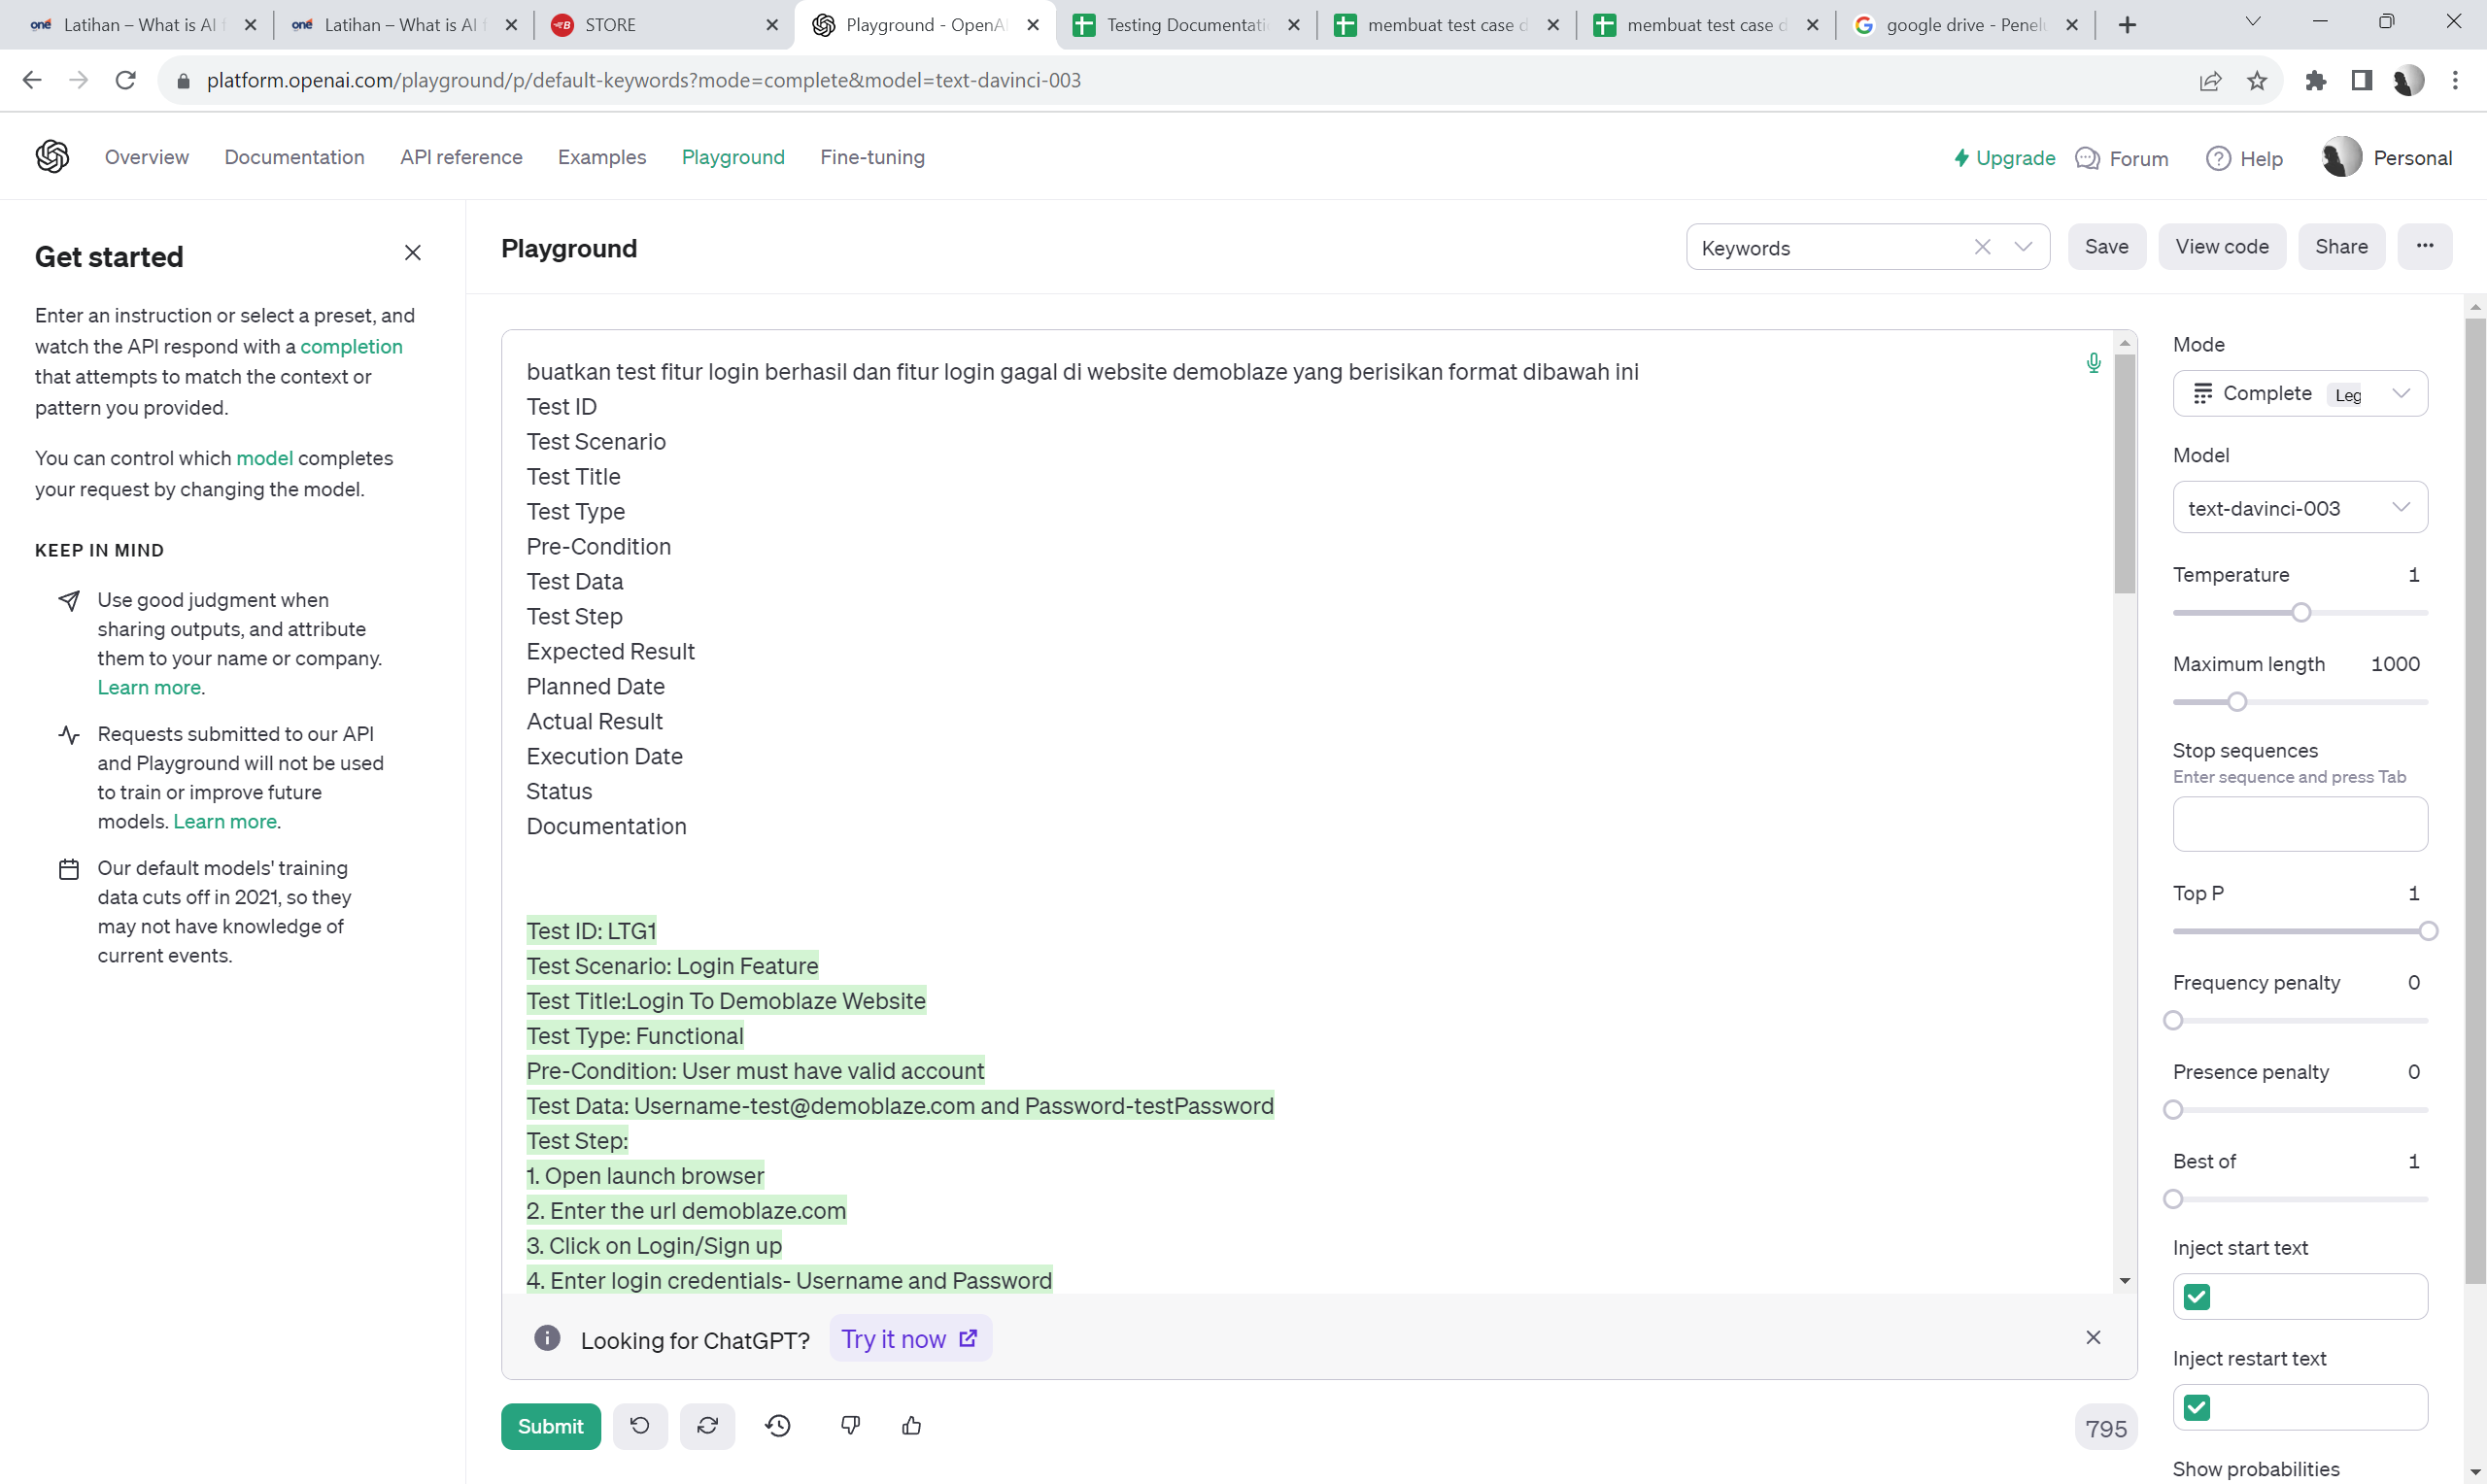 Latihan – What is AI f
Latihan – What is AI f
STORE
Playground - OpenA
Testing Documentati
membuat test case d
membuat test case d
google drive - Penelu
platform.openai.com/playground/p/default-keywords?mode=complete&model=text-davinci-003
Overview
Documentation
API reference
Examples
Playground
Fine-tuning
Upgrade
Forum
Help
Personal
Get started
Enter an instruction or select a preset, and
watch the API respond with a completion
that attempts to match the context or
pattern you provided.
You can control which model completes
your request by changing the model.
KEEP IN MIND
Use good judgment when
sharing outputs, and attribute
them to your name or company.
Learn more.
Requests submitted to our API
and Playground will not be used
to train or improve future
models. Learn more.
Our default models' training
data cuts off in 2021, so they
may not have knowledge of
current events.
Playground
Keywords
Save
View code
Share
buatkan test fitur login berhasil dan fitur login gagal di website demoblaze yang berisikan format dibawah ini
Test ID
Test Scenario
Test Title
Test Type
Pre-Condition
Test Data
Test Step
Expected Result
Planned Date
Actual Result
Execution Date
Status
Documentation
Test ID: LTG1
Test Scenario: Login Feature
Test Title:Login To Demoblaze Website
Test Type: Functional
Pre-Condition: User must have valid account
Test Data: Username-test@demoblaze.com and Password-testPassword
Test Step:
1. Open launch browser
2. Enter the url demoblaze.com
3. Click on Login/Sign up
4. Enter login credentials- Username and Password
Looking for ChatGPT?
Try it now
Submit
795
Mode
Complete Leg
Model
text-davinci-003
Temperature 1
Maximum length 1000
Stop sequences
Enter sequence and press Tab
Top P 1
Frequency penalty 0
Presence penalty 0
Best of 1
Inject start text
Inject restart text
Show probabilities